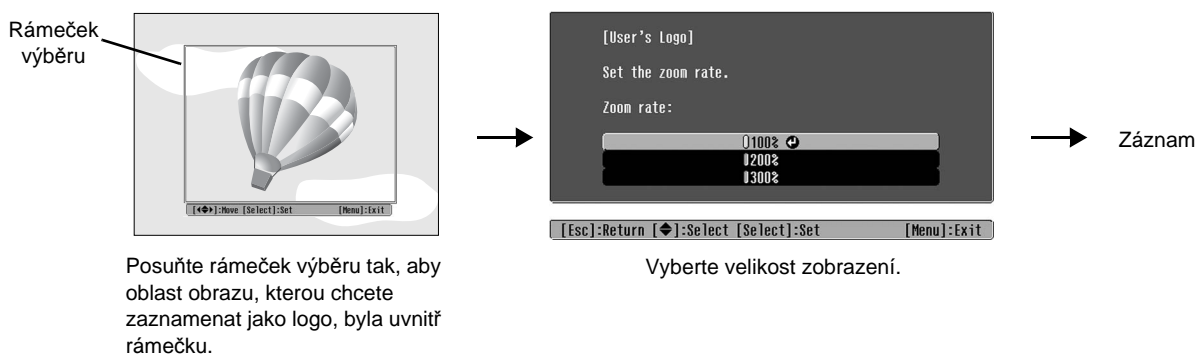 Rámeček
výběru
[User's Logo]
Set the zoom rate.
Zoom rate:
100%
200%
300%
Záznam
[◄♦►]:Move [Select]:Set [Menu]:Exit
[Esc]:Return [♦]:Select [Select]:Set [Menu]:Exit
Posuňte rámeček výběru tak, aby
oblast obrazu, kterou chcete
zaznamenat jako logo, byla uvnitř
rámečku.
Vyberte velikost zobrazení.